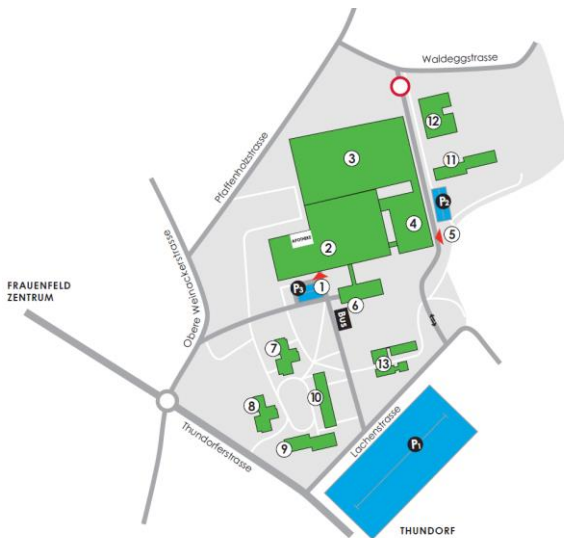 Waldeggstrasse
Pfaffenholzstrasse
12
3
11
P2
4
APOTHEKE
2
5
Obere Weinackerstrasse
P3
1
6
FRAUENFELD
ZENTRUM
Bus
7
13
10
8
Lachenstrasse
P1
9
Thundorferstrasse
THUNDORF